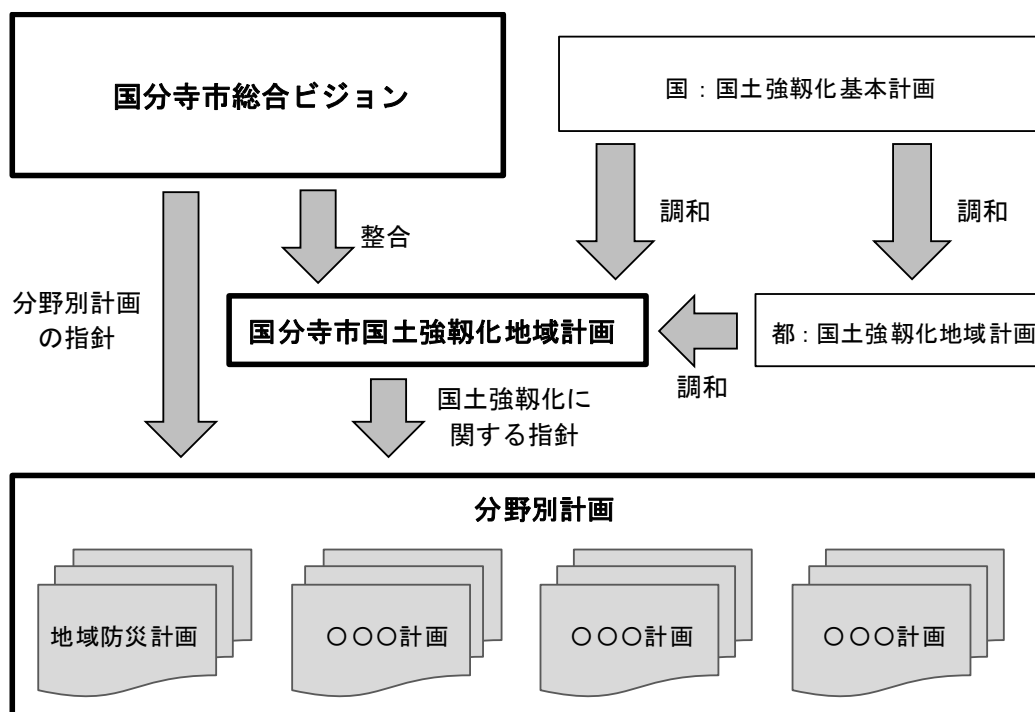 国分寺市総合ビジョン
国：国土強靱化基本計画
整合
調和
調和
分野別計画
の指針
国分寺市国土強靱化地域計画
都：国土強靱化地域計画
調和
国土強靱化に
関する指針
分野別計画
地域防災計画
〇〇〇計画
〇〇〇計画
〇〇〇計画